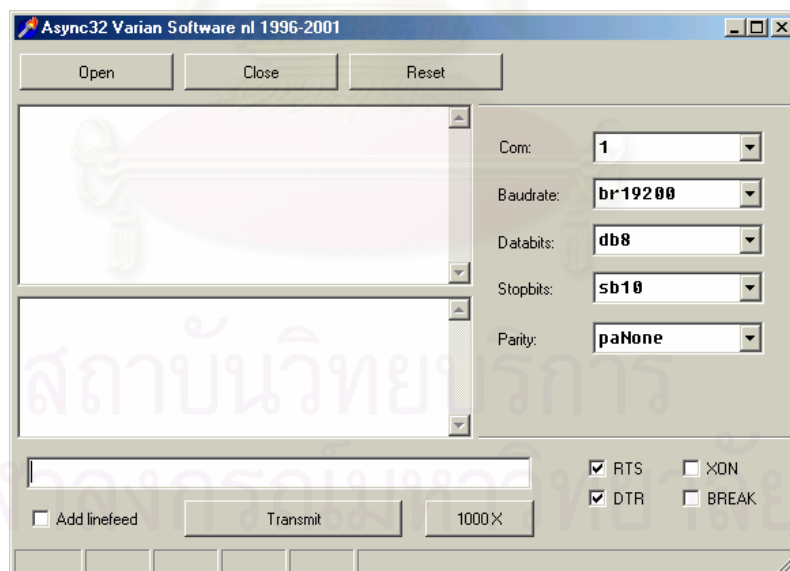 Async32 Varian Software nl 1996-2001
Open Close Reset
Com: 1
Baudrate: br19200
Databits: db8
Stopbits: sb10
Parity: paNone
สถาบันวิทยบริการ
จุฬาลงกรณ์มหาวิทยาลัย
RTS XON
DTR BREAK
Add linefeed Transmit 1000 X